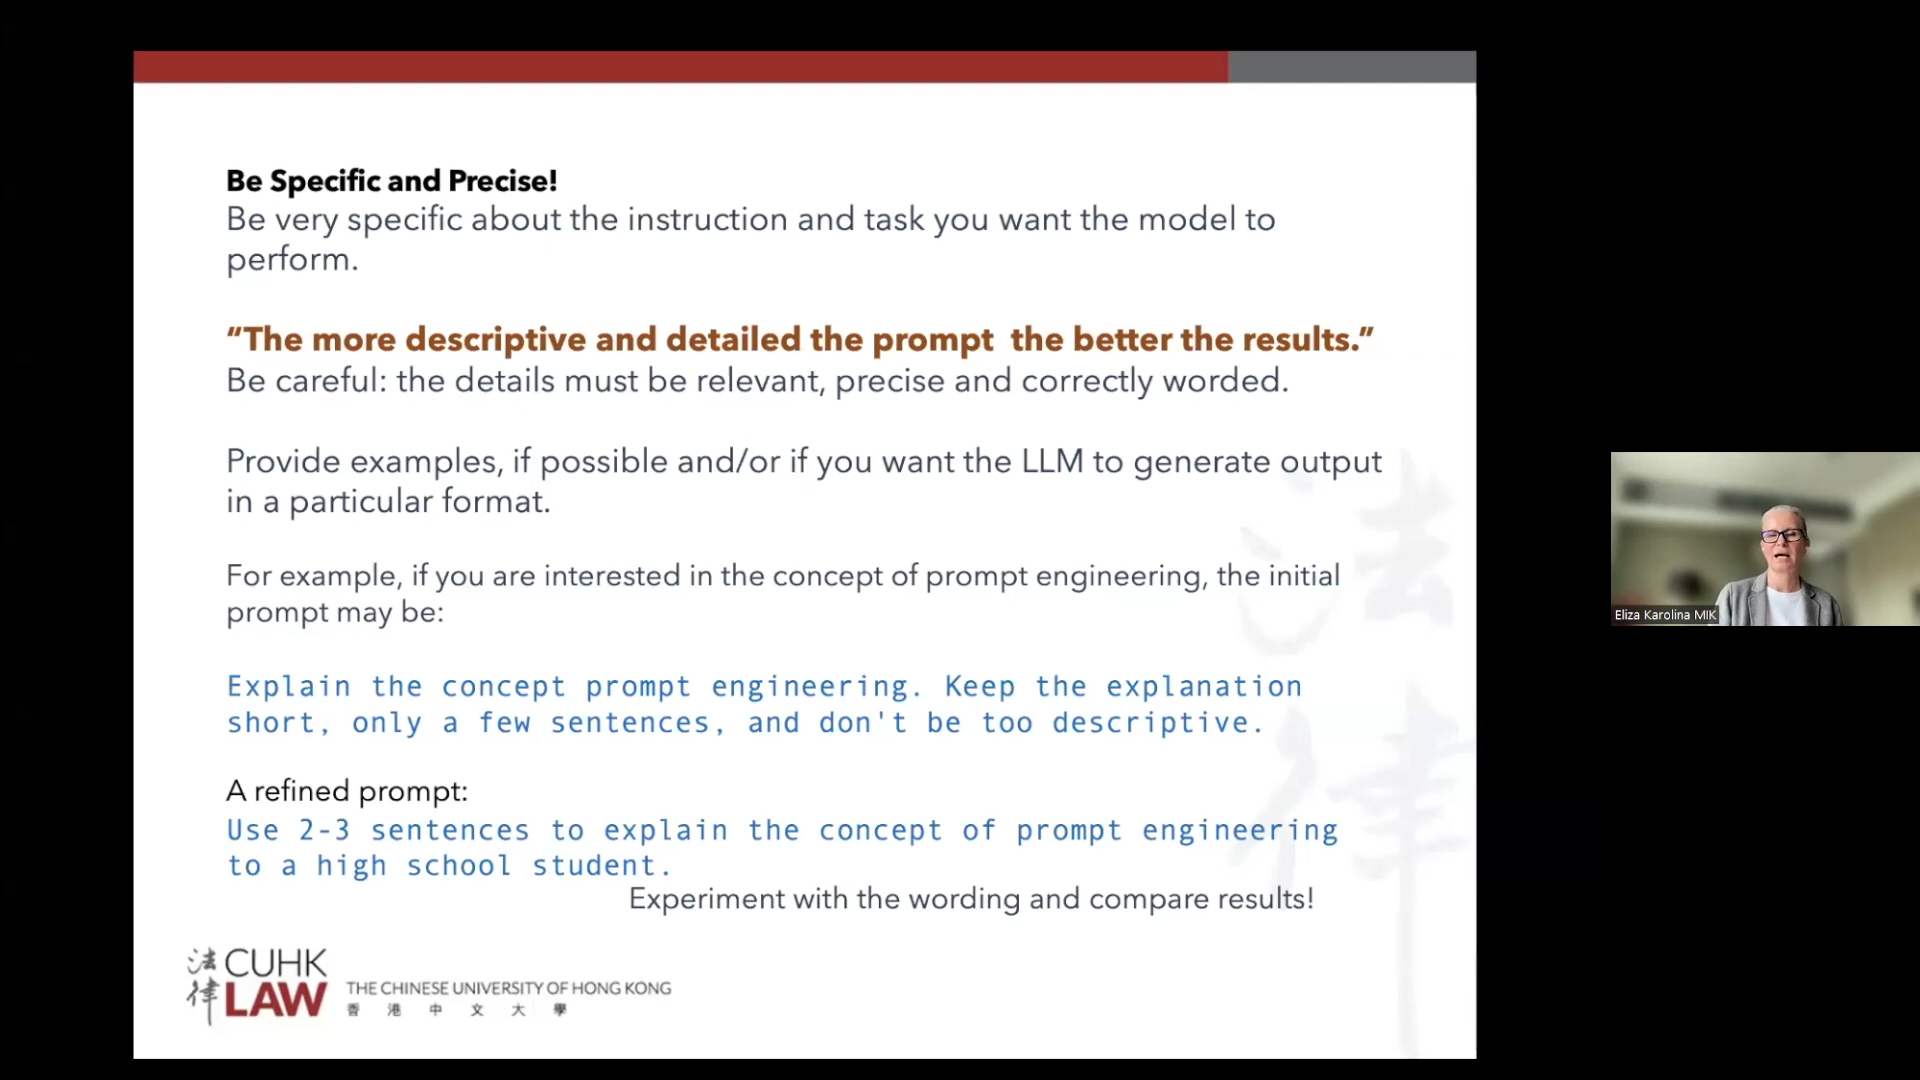 Be Specific and Precise!
Be very specific about the instruction and task you want the model to
perform.
“The more descriptive and detailed the prompt  the better the results.”
Be careful: the details must be relevant, precise and correctly worded.
Provide examples, if possible and/or if you want the LLM to generate output
in a particular format.
For example, if you are interested in the concept of prompt engineering, the initial
prompt may be:
Explain the concept prompt engineering. Keep the explanation
short, only a few sentences, and don't be too descriptive.
A refined prompt:
Use 2-3 sentences to explain the concept of prompt engineering
to a high school student.
Experiment with the wording and compare results!
法律
CUHK
LAW
THE CHINESE UNIVERSITY OF HONG KONG
香港中文大學
法律
Eliza Karolina MIK